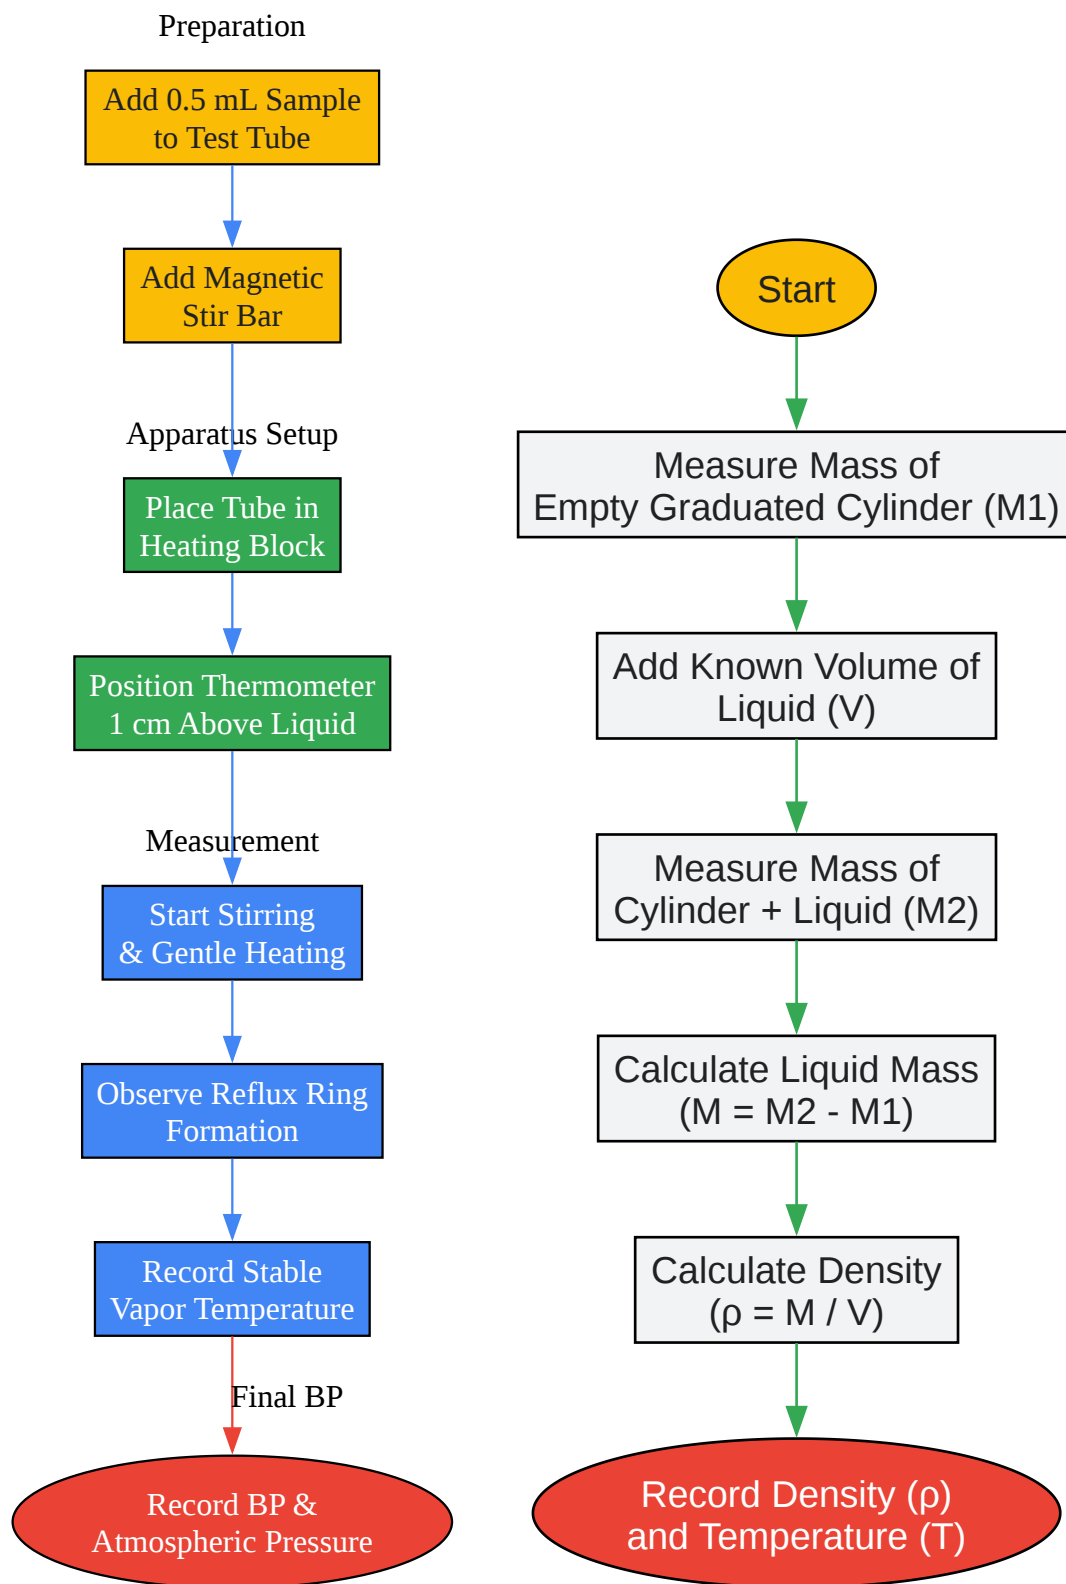 Preparation
Add 0.5 mL Sample
to Test Tube
Add Magnetic
Stir Bar
Apparatus Setup
Place Tube in
Heating Block
Position Thermometer
1 cm Above Liquid
Measurement
Start Stirring
& Gentle Heating
Observe Reflux Ring
Formation
Record Stable
Vapor Temperature
Final BP
Record BP &
Atmospheric Pressure
Start
Measure Mass of
Empty Graduated Cylinder (M1)
Add Known Volume of
Liquid (V)
Measure Mass of
Cylinder + Liquid (M2)
Calculate Liquid Mass
(M = M2 - M1)
Calculate Density
(ρ = M / V)
Record Density (ρ)
and Temperature (T)